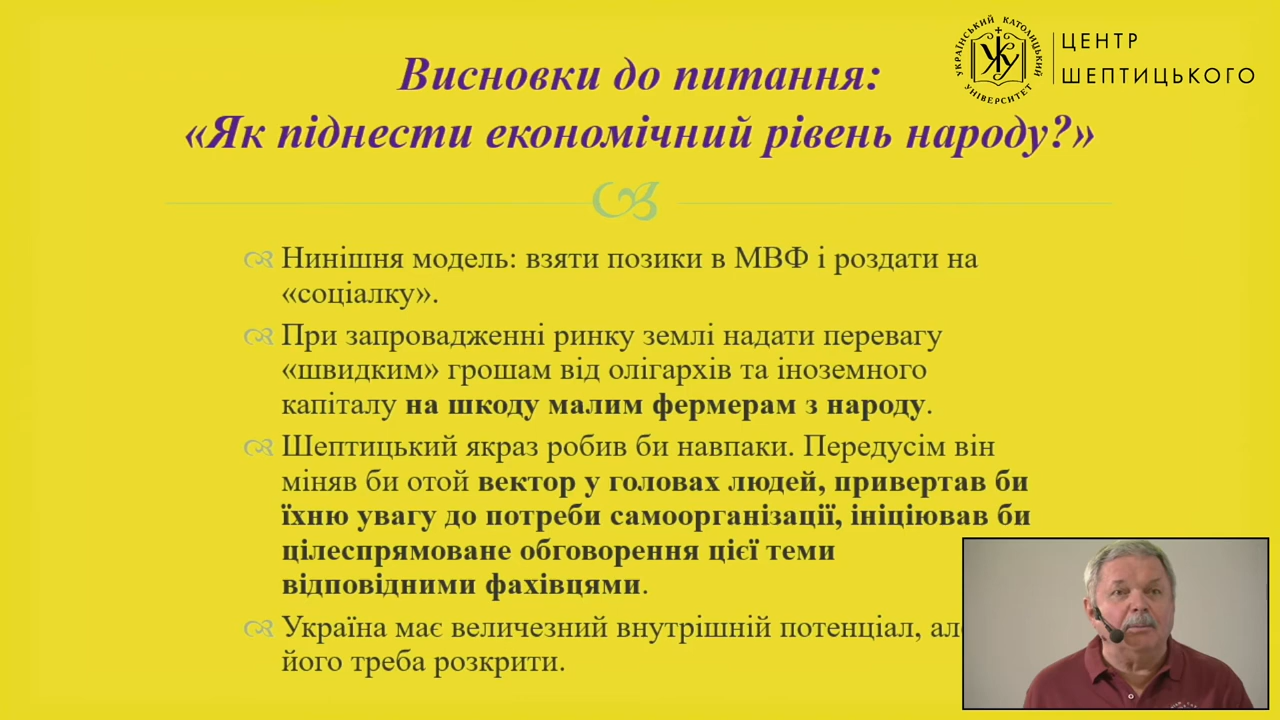 УКРАЇНСЬКИЙ КАТОЛИЦЬКИЙ УНІВЕРСИТЕТ
ЦЕНТР
ШЕПТИЦЬКОГО
Висновки до питання:
«Як піднести економічний рівень народу?»
Нинішня модель: взяти позики в МВФ і роздати на
«соціалку».
При запровадженні ринку землі надати перевагу
«швидким» грошам від олігархів та іноземного
капіталу на шкоду малим фермерам з народу.
Шептицький якраз робив би навпаки. Передусім він
міняв би отой вектор у головах людей, привертав би
їхню увагу до потреби самоорганізації, ініціював би
цілеспрямоване обговорення цієї теми
відповідними фахівцями.
Україна має величезний внутрішній потенціал,
його треба розкрити.